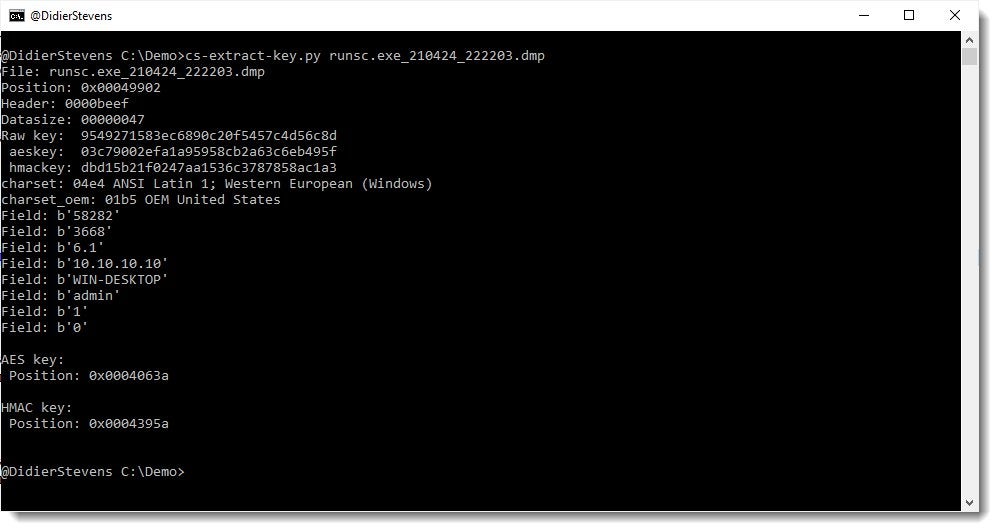 @DidierStevens
@DidierStevens C:\Demo>cs-extract-key.py runsc.exe_210424_222203.dmp
File: runsc.exe_210424_222203.dmp
Position: 0x00049902
Header: 0000beef
Datasize: 00000047
Raw key:  9549271583ec6890c20f5457c4d56c8d
 aeskey:  03c79002efa1a95958cb2a63c6eb495f
 hmackey: dbd15b21f0247aa1536c3787858ac1a3
charset: 04e4 ANSI Latin 1; Western European (Windows)
charset_oem: 01b5 OEM United States
Field: b'58282'
Field: b'3668'
Field: b'6.1'
Field: b'10.10.10.10'
Field: b'WIN-DESKTOP'
Field: b'admin'
Field: b'1'
Field: b'0'
AES key:
 Position: 0x0004063a
HMAC key:
 Position: 0x0004395a
@DidierStevens C:\Demo>